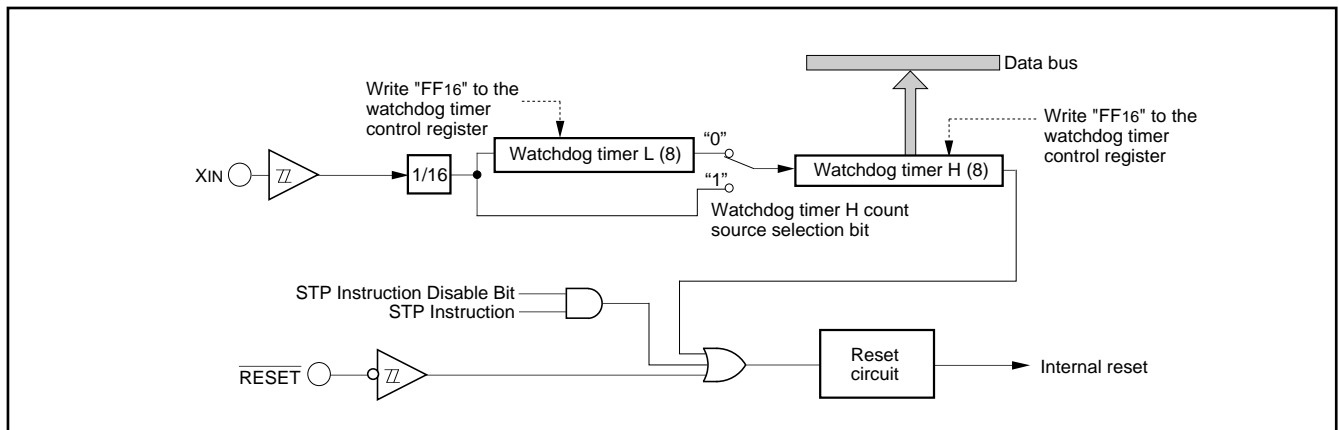 Data bus
Write "FF16" to the
watchdog timer
control register
Write "FF16" to the
watchdog timer
control register
“0”
Watchdog timer L (8)
Watchdog timer H (8)
XIN
1/16
“1”
Watchdog timer H count
source selection bit
STP Instruction Disable Bit
STP Instruction
Reset
circuit
RESET
Internal reset